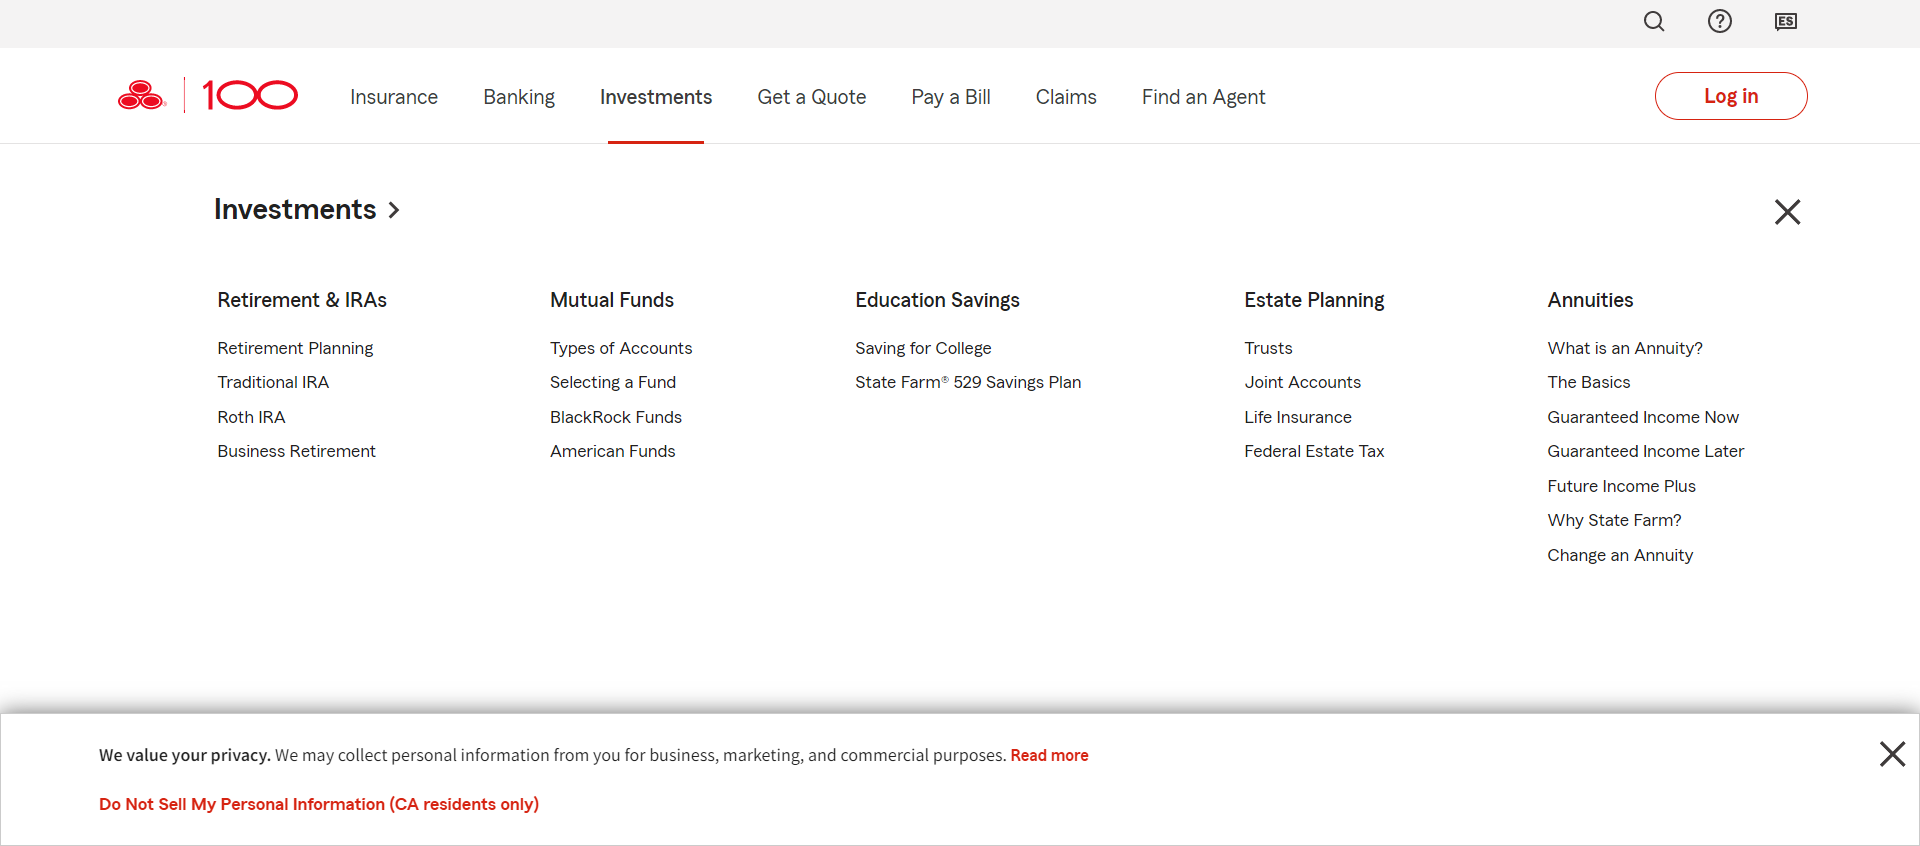 ES
100 Insurance Banking Investments Get a Quote Pay a Bill Claims Find an Agent Log in
Investments
Retirement & IRAs
Retirement Planning
Traditional IRA
Roth IRA
Business Retirement
Mutual Funds
Types of Accounts
Selecting a Fund
BlackRock Funds
American Funds
Education Savings
Saving for College
State Farm® 529 Savings Plan
Estate Planning
Trusts
Joint Accounts
Life Insurance
Federal Estate Tax
Annuities
What is an Annuity?
The Basics
Guaranteed Income Now
Guaranteed Income Later
Future Income Plus
Why State Farm?
Change an Annuity
We value your privacy. We may collect personal information from you for business, marketing, and commercial purposes. Read more
Do Not Sell My Personal Information (CA residents only)